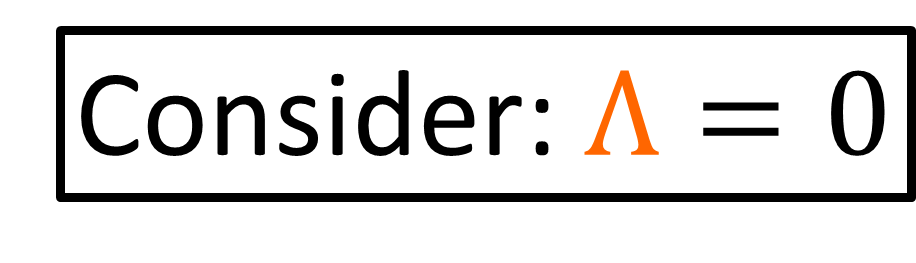 Consider: Λ = 0